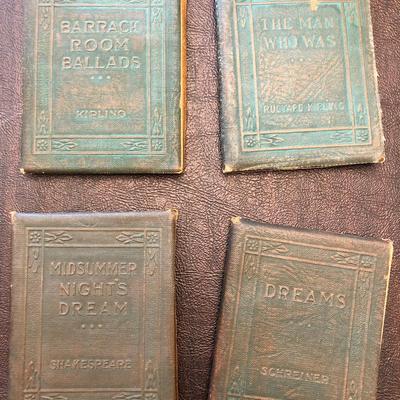 BARRACK
ROOM
BALLADS
KIPLING
THE MAN
WHO WAS
RUDYARD KIPLING
MIDSUMMER
NIGHT'S
DREAM
SHAKESPEARE
DREAMS
SCHREINER